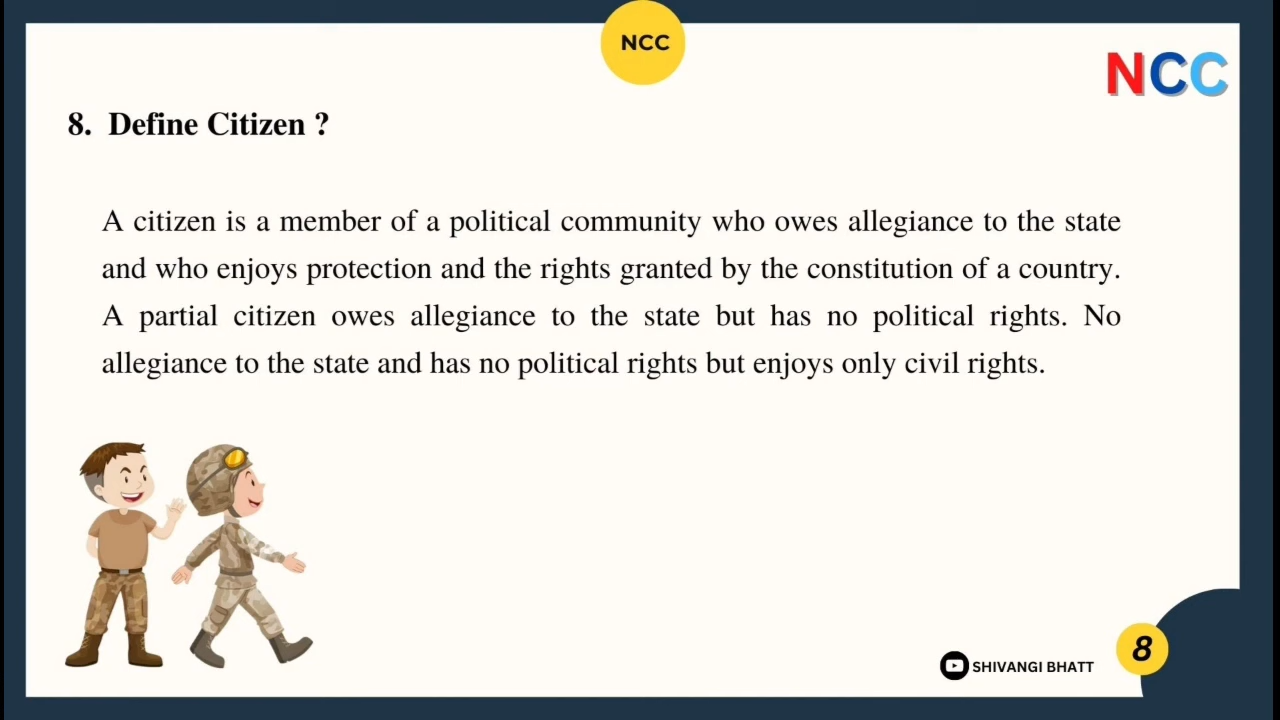 NCC
NCC
8. Define Citizen ?
A citizen is a member of a political community who owes allegiance to the state
and who enjoys protection and the rights granted by the constitution of a country.
A partial citizen owes allegiance to the state but has no political rights. No
allegiance to the state and has no political rights but enjoys only civil rights.
SHIVANGI BHATT
8